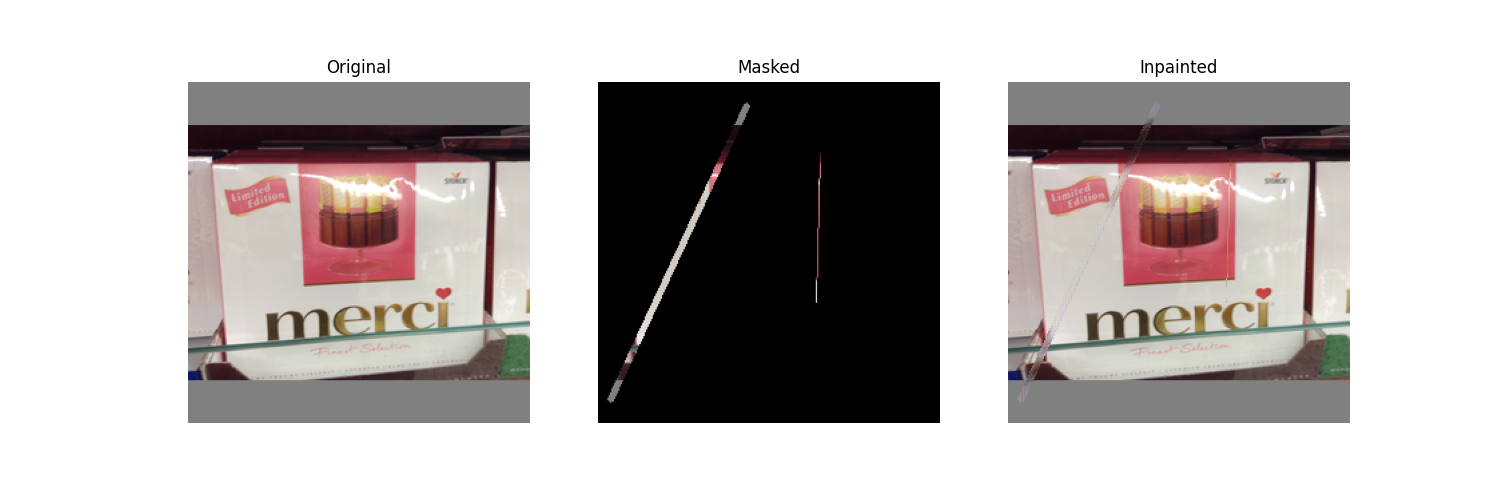 Original
Masked
Inpainted
Limited
Edition
STORCK
merci
Finest Selection
Limited
Edition
STORCK
merci
Finest Selection